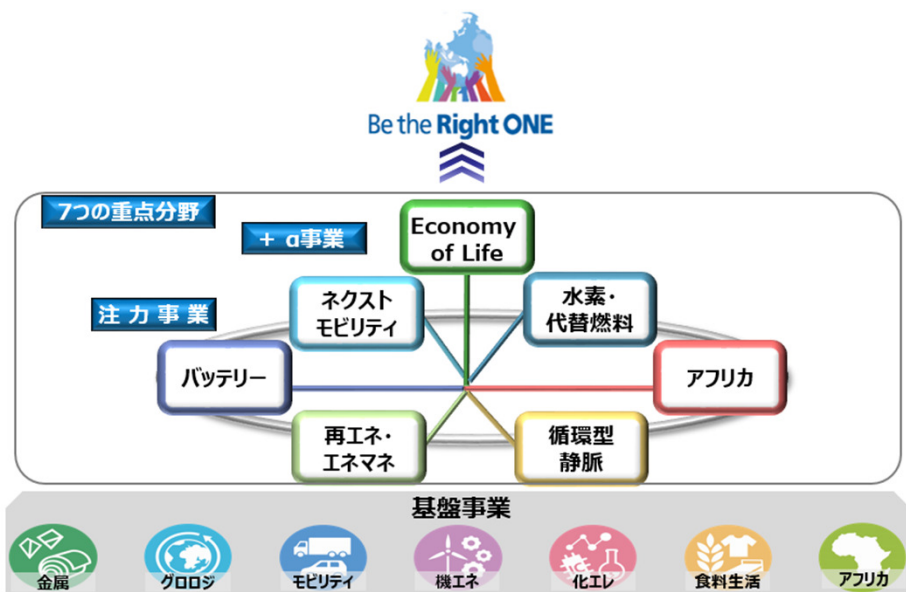 Be the Right ONE
7つの重点分野
+ α事業
Economy
of Life
注力事業
ネクスト
モビリティ
水素・
代替燃料
バッテリー
アフリカ
再エネ・
エネマネ
循環型
静脈
基盤事業
金属
グロロジ
モビリティ
機エネ
化エレ
食料生活
アフリカ